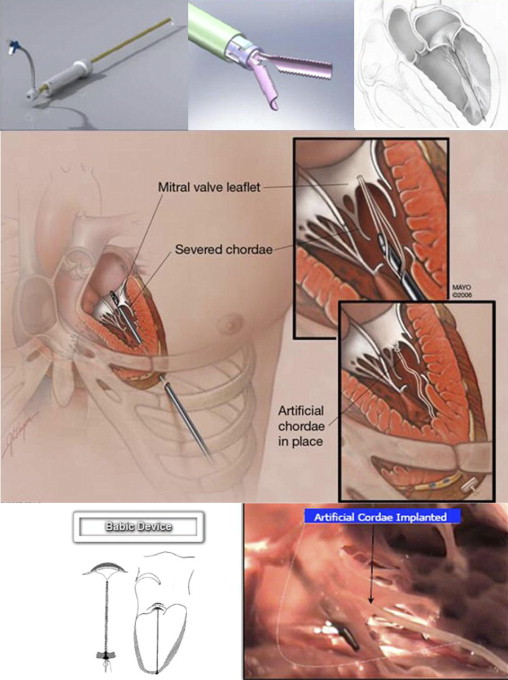 Mitral valve leaflet
Severed chordae
MAYO
©2006
Artificial
chordae
in place
Babic Device
Artificial Cordae Implanted